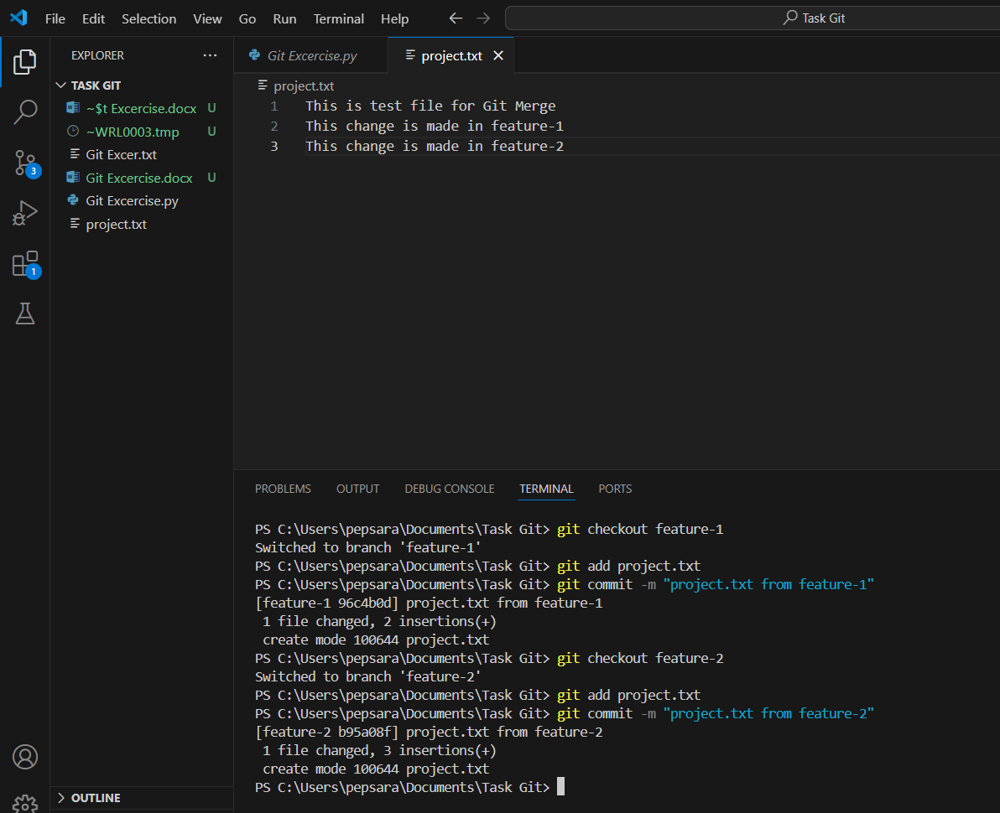 File Edit Selection View Go Run Terminal Help
Task Git
EXPLORER
TASK GIT
~$t Excercise.docx U
~WRL0003.tmp U
Git Excer.txt
Git Excercise.docx U
Git Excercise.py
project.txt
3
1
OUTLINE
Git Excercise.py
project.txt
project.txt
1 This is test file for Git Merge
2 This change is made in feature-1
3 This change is made in feature-2
PROBLEMS OUTPUT DEBUG CONSOLE TERMINAL PORTS
PS C:\Users\pepsara\Documents\Task Git> git checkout feature-1
Switched to branch 'feature-1'
PS C:\Users\pepsara\Documents\Task Git> git add project.txt
PS C:\Users\pepsara\Documents\Task Git> git commit -m "project.txt from feature-1"
[feature-1 96c4b0d] project.txt from feature-1
1 file changed, 2 insertions(+)
create mode 100644 project.txt
PS C:\Users\pepsara\Documents\Task Git> git checkout feature-2
Switched to branch 'feature-2'
PS C:\Users\pepsara\Documents\Task Git> git add project.txt
PS C:\Users\pepsara\Documents\Task Git> git commit -m "project.txt from feature-2"
[feature-2 b95a08f] project.txt from feature-2
1 file changed, 3 insertions(+)
create mode 100644 project.txt
PS C:\Users\pepsara\Documents\Task Git>